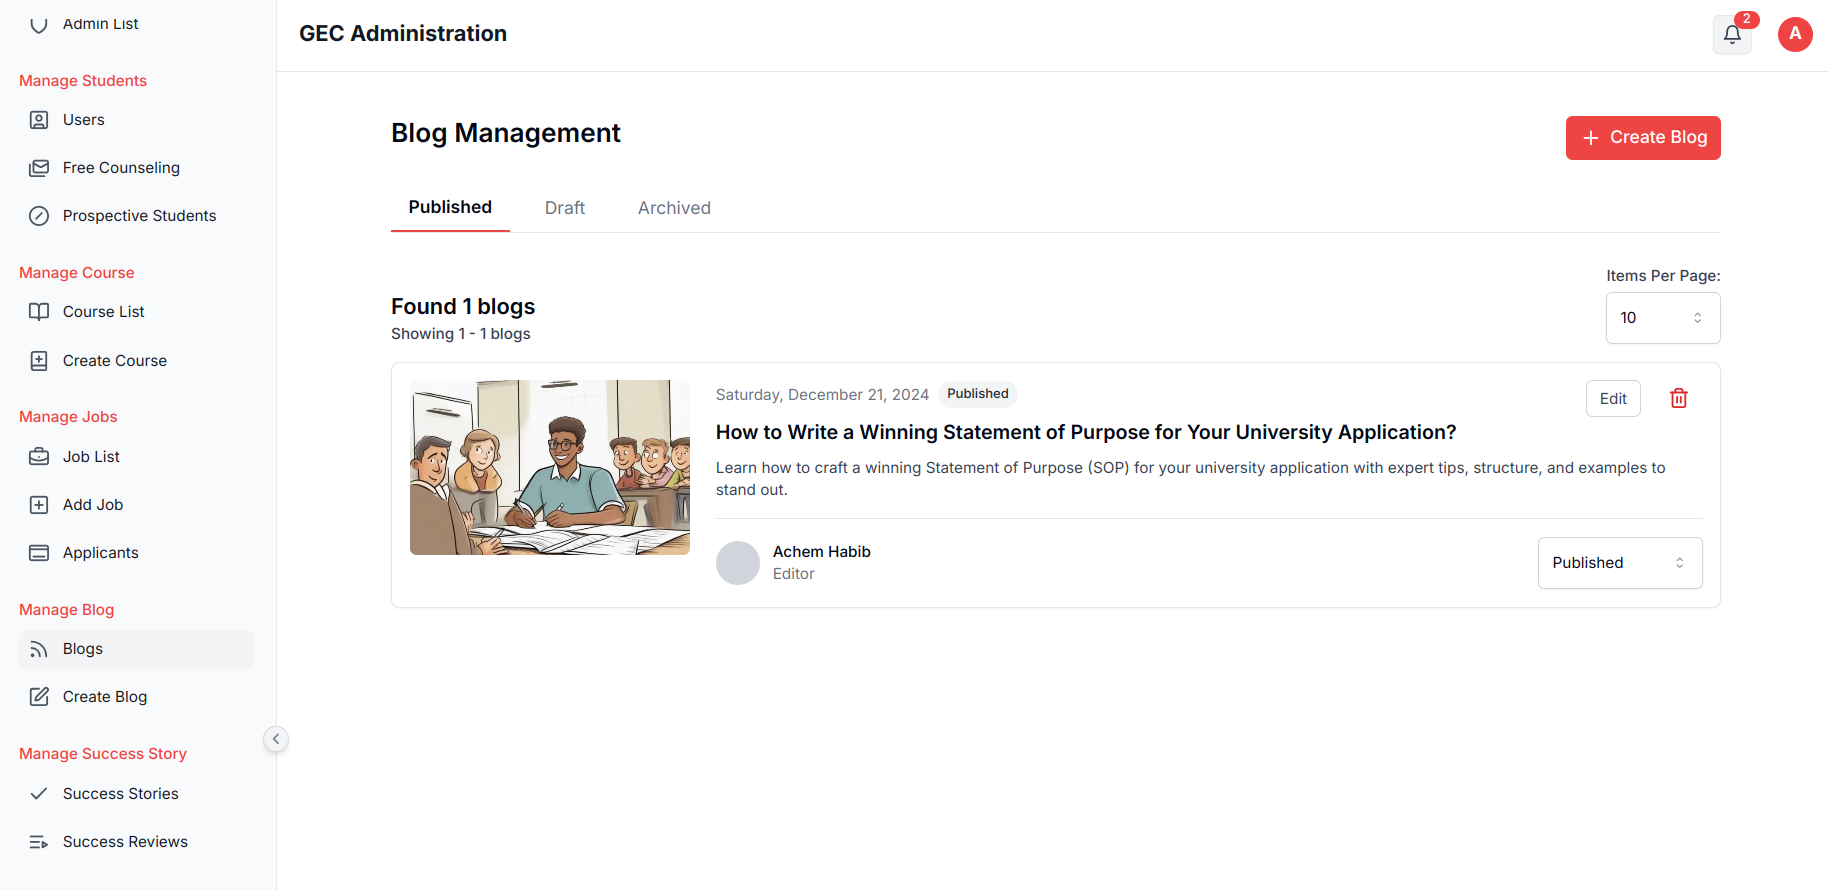 Admin List
Manage Students
Users
Free Counseling
Prospective Students
Manage Course
Course List
Create Course
Manage Jobs
Job List
Add Job
Applicants
Manage Blog
Blogs
Create Blog
Manage Success Story
Success Stories
Success Reviews
GEC Administration
2
A
Blog Management
Create Blog
Published
Draft
Archived
Items Per Page:
Found 1 blogs
10
Showing 1 - 1 blogs
Saturday, December 21, 2024
Published
Edit
How to Write a Winning Statement of Purpose for Your University Application?
Learn how to craft a winning Statement of Purpose (SOP) for your university application with expert tips, structure, and examples to
stand out.
Achem Habib
Editor
Published